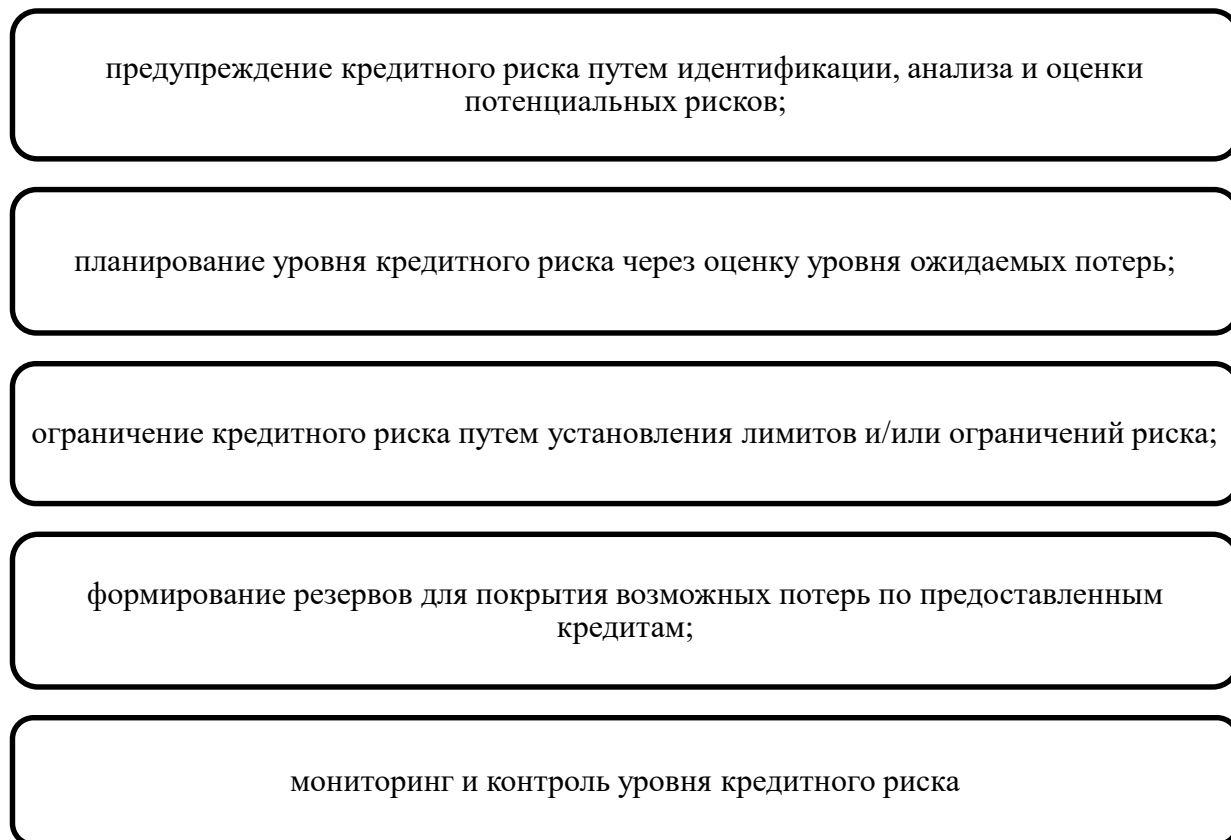 предупреждение кредитного риска путем идентификации, анализа и оценки
потенциальных рисков;
планирование уровня кредитного риска через оценку уровня ожидаемых потерь;
ограничение кредитного риска путем установления лимитов и/или ограничений риска;
формирование резервов для покрытия возможных потерь по предоставленным
кредитам;
мониторинг и контроль уровня кредитного риска